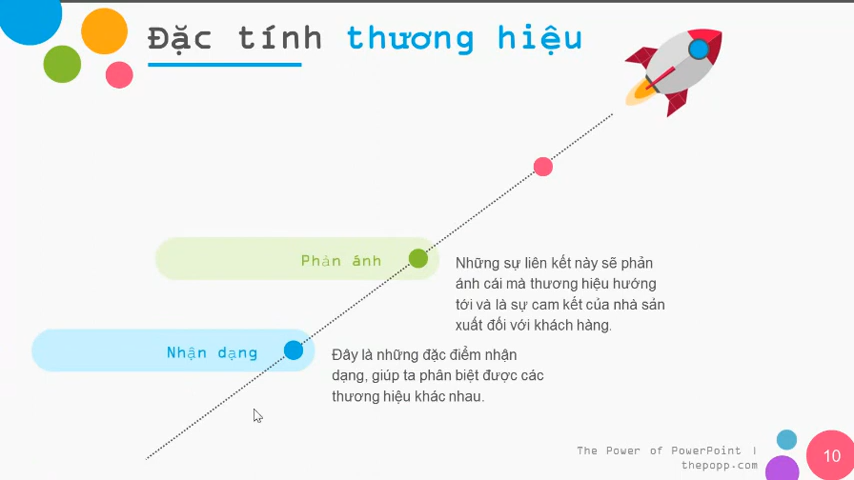 Đặc tính thương hiệu
Phản ánh
Những sự liên kết này sẽ phản
ánh cái mà thương hiệu hướng
tới và là sự cam kết của nhà sản
xuất đối với khách hàng.
Nhận dạng
Đây là những đặc điểm nhận
dạng, giúp ta phân biệt được các
thương hiệu khác nhau.
The Power of PowerPoint |
thepopp.com
10